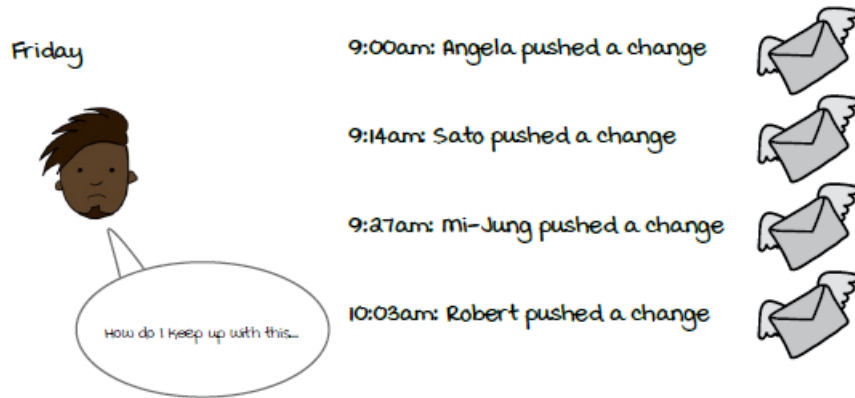 Friday
9:00am: Angela pushed a change
9:14am: Sato pushed a change
9:27am: Mi-Jung pushed a change
10:03am: Robert pushed a change
How do I keep up with this...